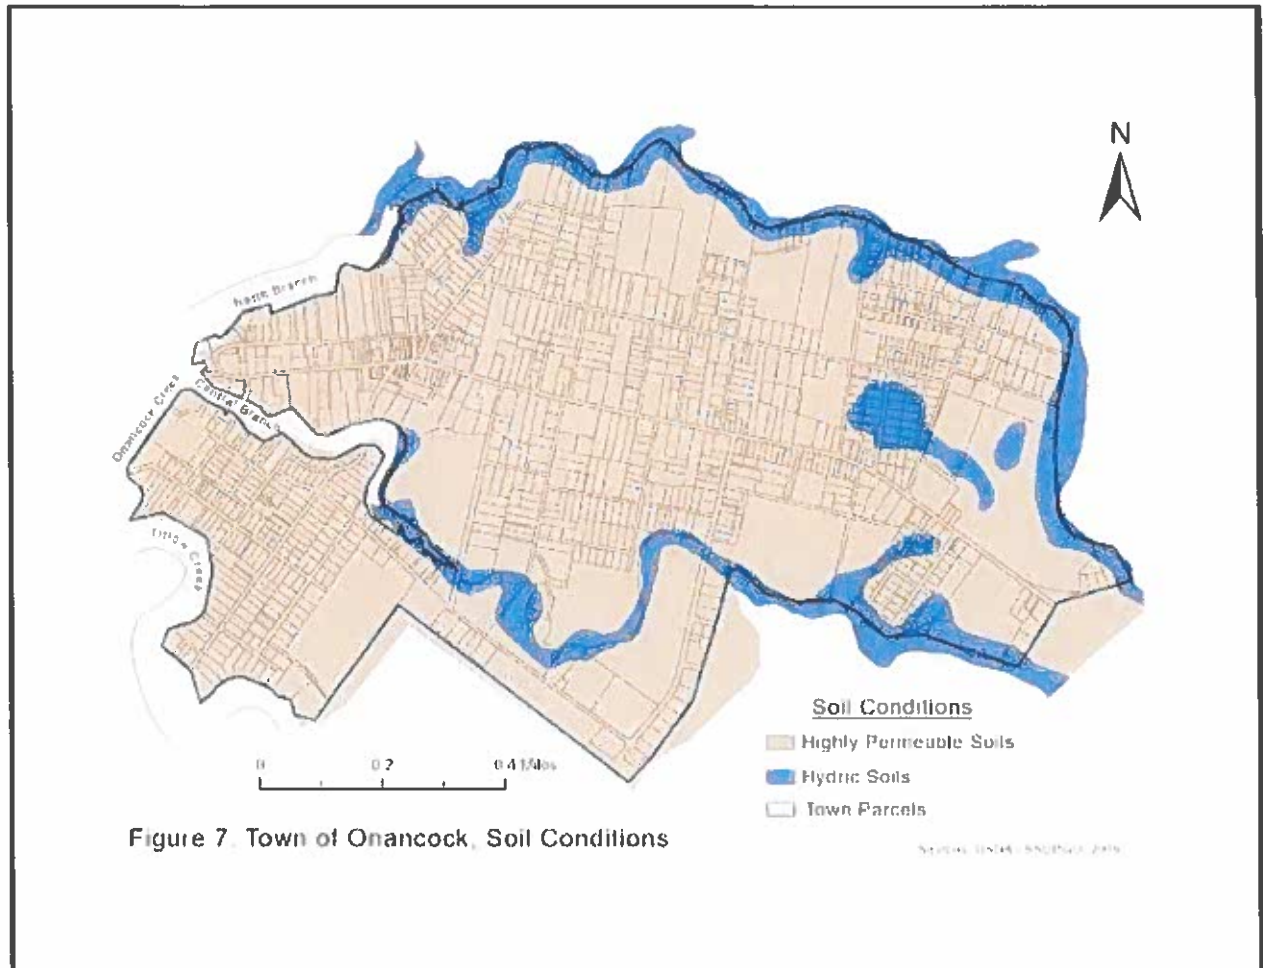 N
North Branch
Onancock Creek
Central Branch
Titlow Creek
Soil Conditions
Highly Permeable Soils
Hydric Soils
Town Parcels
0 0.2 0.4 Miles
Figure 7. Town of Onancock, Soil Conditions